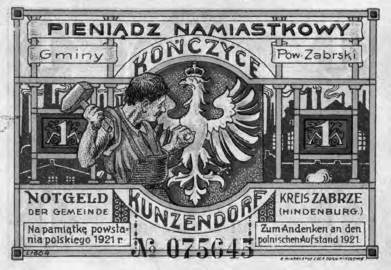 PIENIĄDZ NAMIASTKOWY
Gminy
KOŃCZYCE
Pow. Zabrski
1
1
NOTGELD
DER GEMEINDE
KUNZENDORF
KREIS ZABRZE
(HINDENBURG.)
Na pamiątkę powsta-
nia polskiego 1921 r
Zum Andenken an den
polnischen Aufstand 1921.
№ 075645